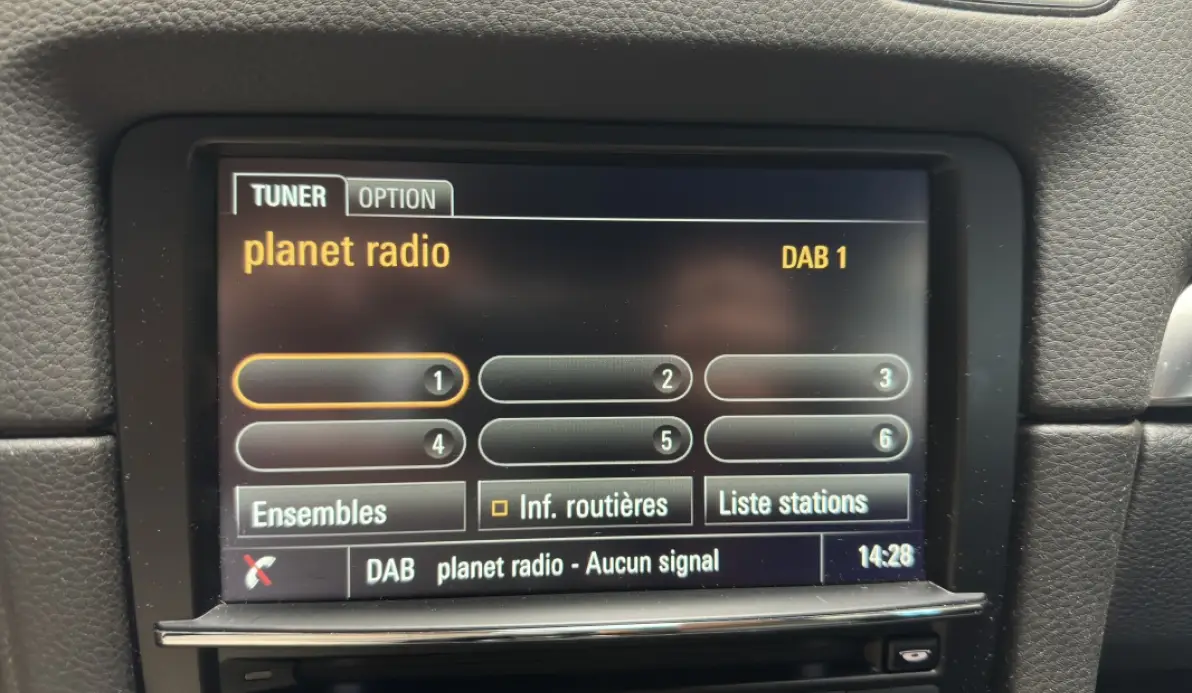 TUNER OPTION
planet radio DAB 1
1 2 3
4 5 6
Ensembles Inf. routières Liste stations
DAB planet radio - Aucun signal 14:28